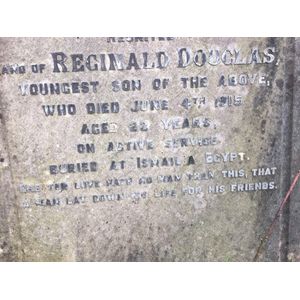 REUNITED
AND OF REGINALD DOUGLAS,
YOUNGEST SON OF THE ABOVE,
WHO DIED JUNE 4TH 1915
AGED 22 YEARS,
ON ACTIVE SERVICE
BURIED AT ISMAILIA EGYPT.
GREATER LOVE HATH NO MAN THAN THIS, THAT
A MAN LAY DOWN HIS LIFE FOR HIS FRIENDS.